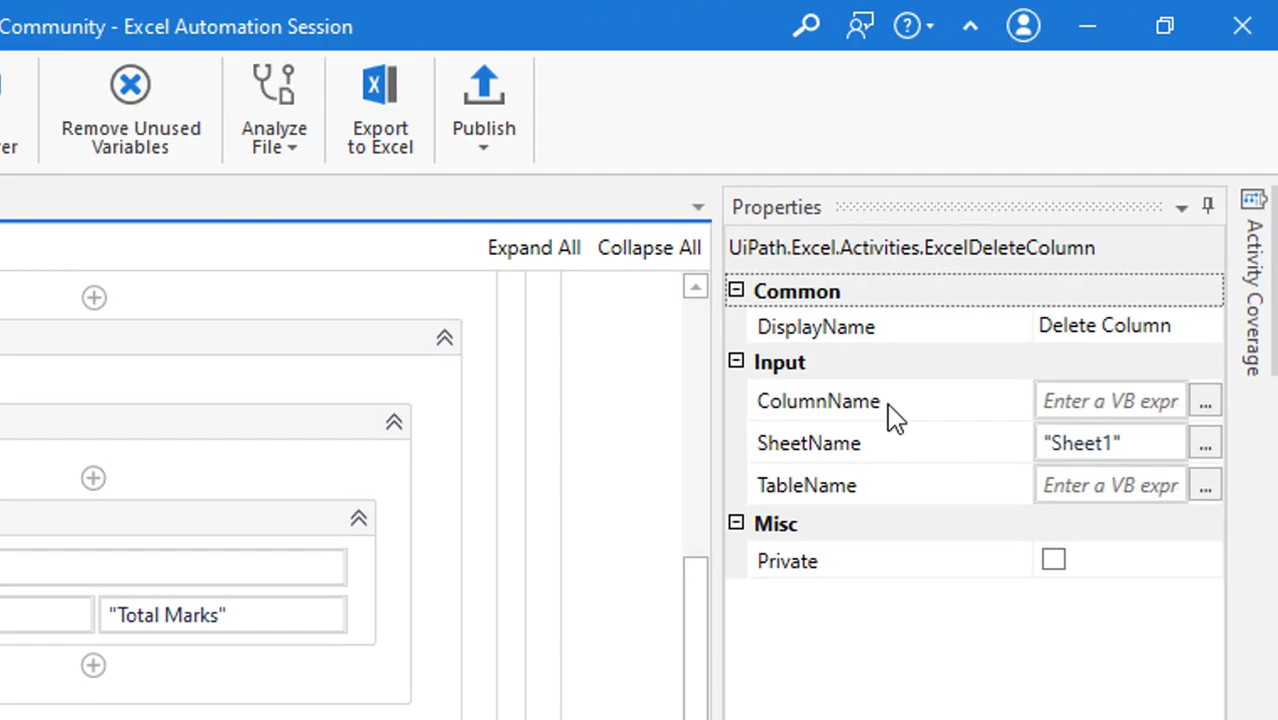 Community - Excel Automation Session
er
Remove Unused
Variables
Analyze
File
Export
to Excel
Publish
Properties
Expand All Collapse All
UiPath.Excel.Activities.ExcelDeleteColumn
Common
DisplayName Delete Column
Input
ColumnName Enter a VB expr ...
SheetName "Sheet1" ...
TableName Enter a VB expr ...
Misc
Private
"Total Marks"
Activity Coverage